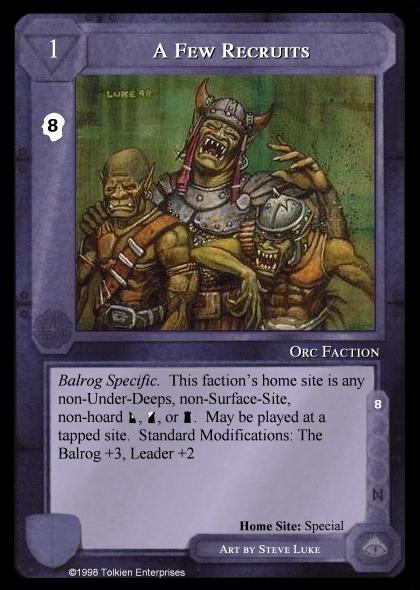 1
A Few Recruits
LUKE 98
8
Orc Faction
Balrog Specific. This faction's home site is any
non-Under-Deeps, non-Surface-Site,
non-hoard , , or . May be played at a
tapped site. Standard Modifications: The
Balrog +3, Leader +2
8
Home Site: Special
Art by Steve Luke
©1998 Tolkien Enterprises